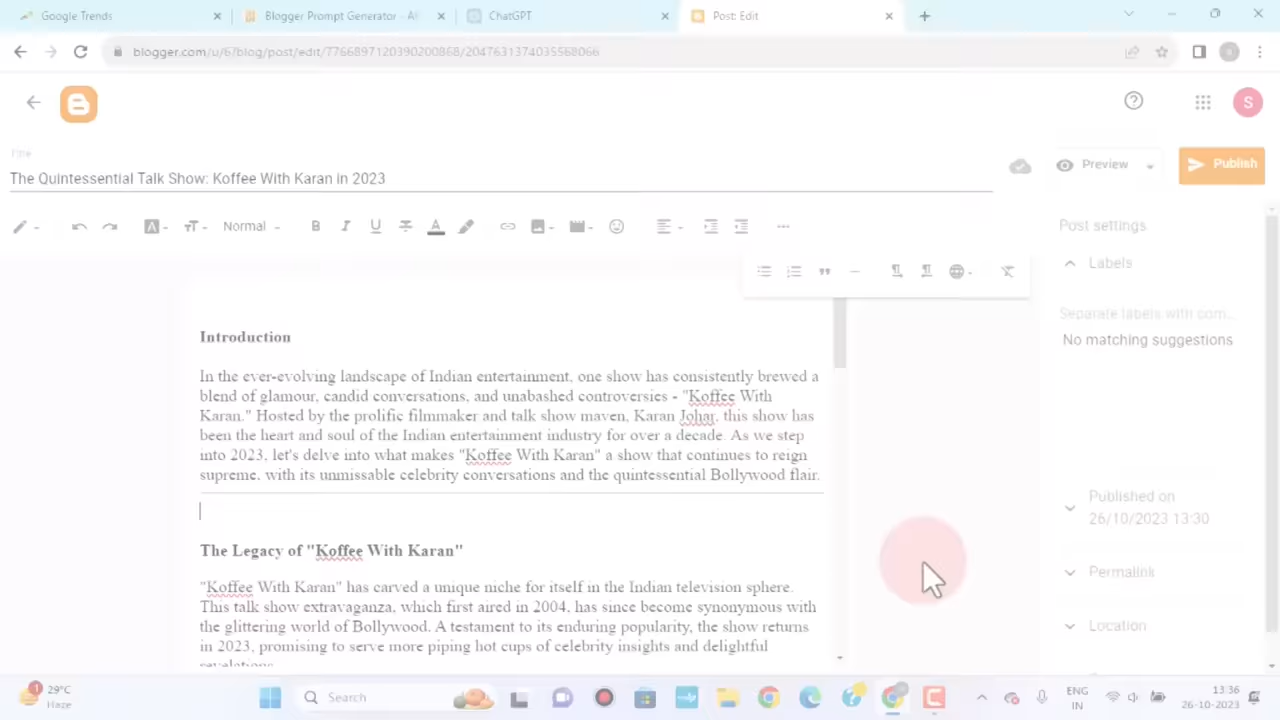 Google Trends
Blogger Prompt Generator - AI
ChatGPT
Post: Edit
blogger.com/u/6/blog/post/edit/7766897120390200868/2047631374035568066
S
Title
The Quintessential Talk Show: Koffee With Karan in 2023
Preview
Publish
Normal
B I U A
Post settings
Labels
Separate labels with com...
No matching suggestions
Introduction
In the ever-evolving landscape of Indian entertainment, one show has consistently brewed a
blend of glamour, candid conversations, and unabashed controversies - "Koffee With
Karan." Hosted by the prolific filmmaker and talk show maven, Karan Johar, this show has
been the heart and soul of the Indian entertainment industry for over a decade. As we step
into 2023, let's delve into what makes "Koffee With Karan" a show that continues to reign
supreme, with its unmissable celebrity conversations and the quintessential Bollywood flair.
The Legacy of "Koffee With Karan"
"Koffee With Karan" has carved a unique niche for itself in the Indian television sphere.
This talk show extravaganza, which first aired in 2004, has since become synonymous with
the glittering world of Bollywood. A testament to its enduring popularity, the show returns
in 2023, promising to serve more piping hot cups of celebrity insights and delightful
revelations.
Published on
26/10/2023 13:30
Permalink
Location
1
29°C
Haze
Search
ENG
IN
13:36
26-10-2023